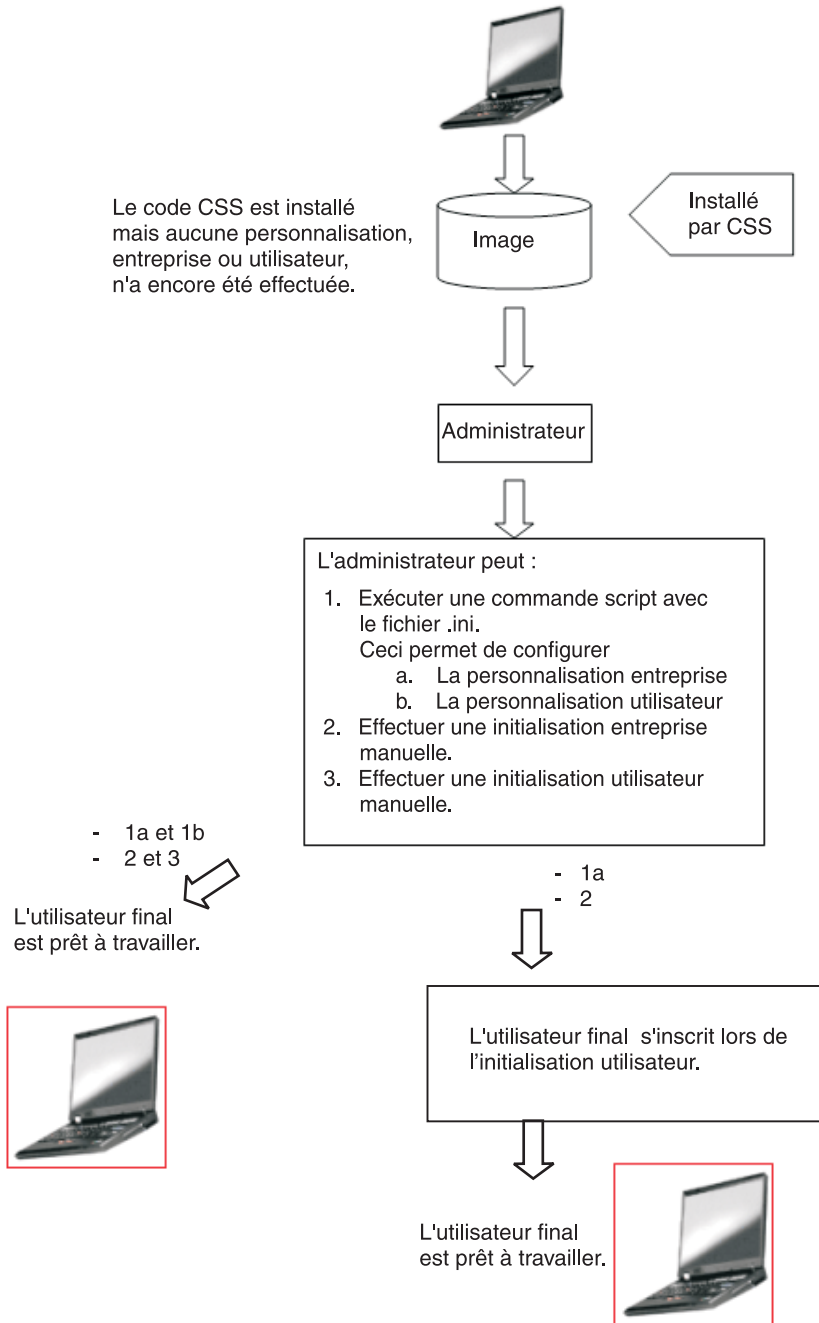 Le code CSS est installé
mais aucune personnalisation,
entreprise ou utilisateur,
n'a encore été effectuée.
Image
Installé
par CSS
Administrateur
L'administrateur peut :
1. Exécuter une commande script avec
le fichier .ini.
Ceci permet de configurer
a. La personnalisation entreprise
b. La personnalisation utilisateur
2. Effectuer une initialisation entreprise
manuelle.
3. Effectuer une initialisation utilisateur
manuelle.
- 1a et 1b
- 2 et 3
L'utilisateur final
est prêt à travailler.
- 1a
- 2
L'utilisateur final s'inscrit lors de
l'initialisation utilisateur.
L'utilisateur final
est prêt à travailler.